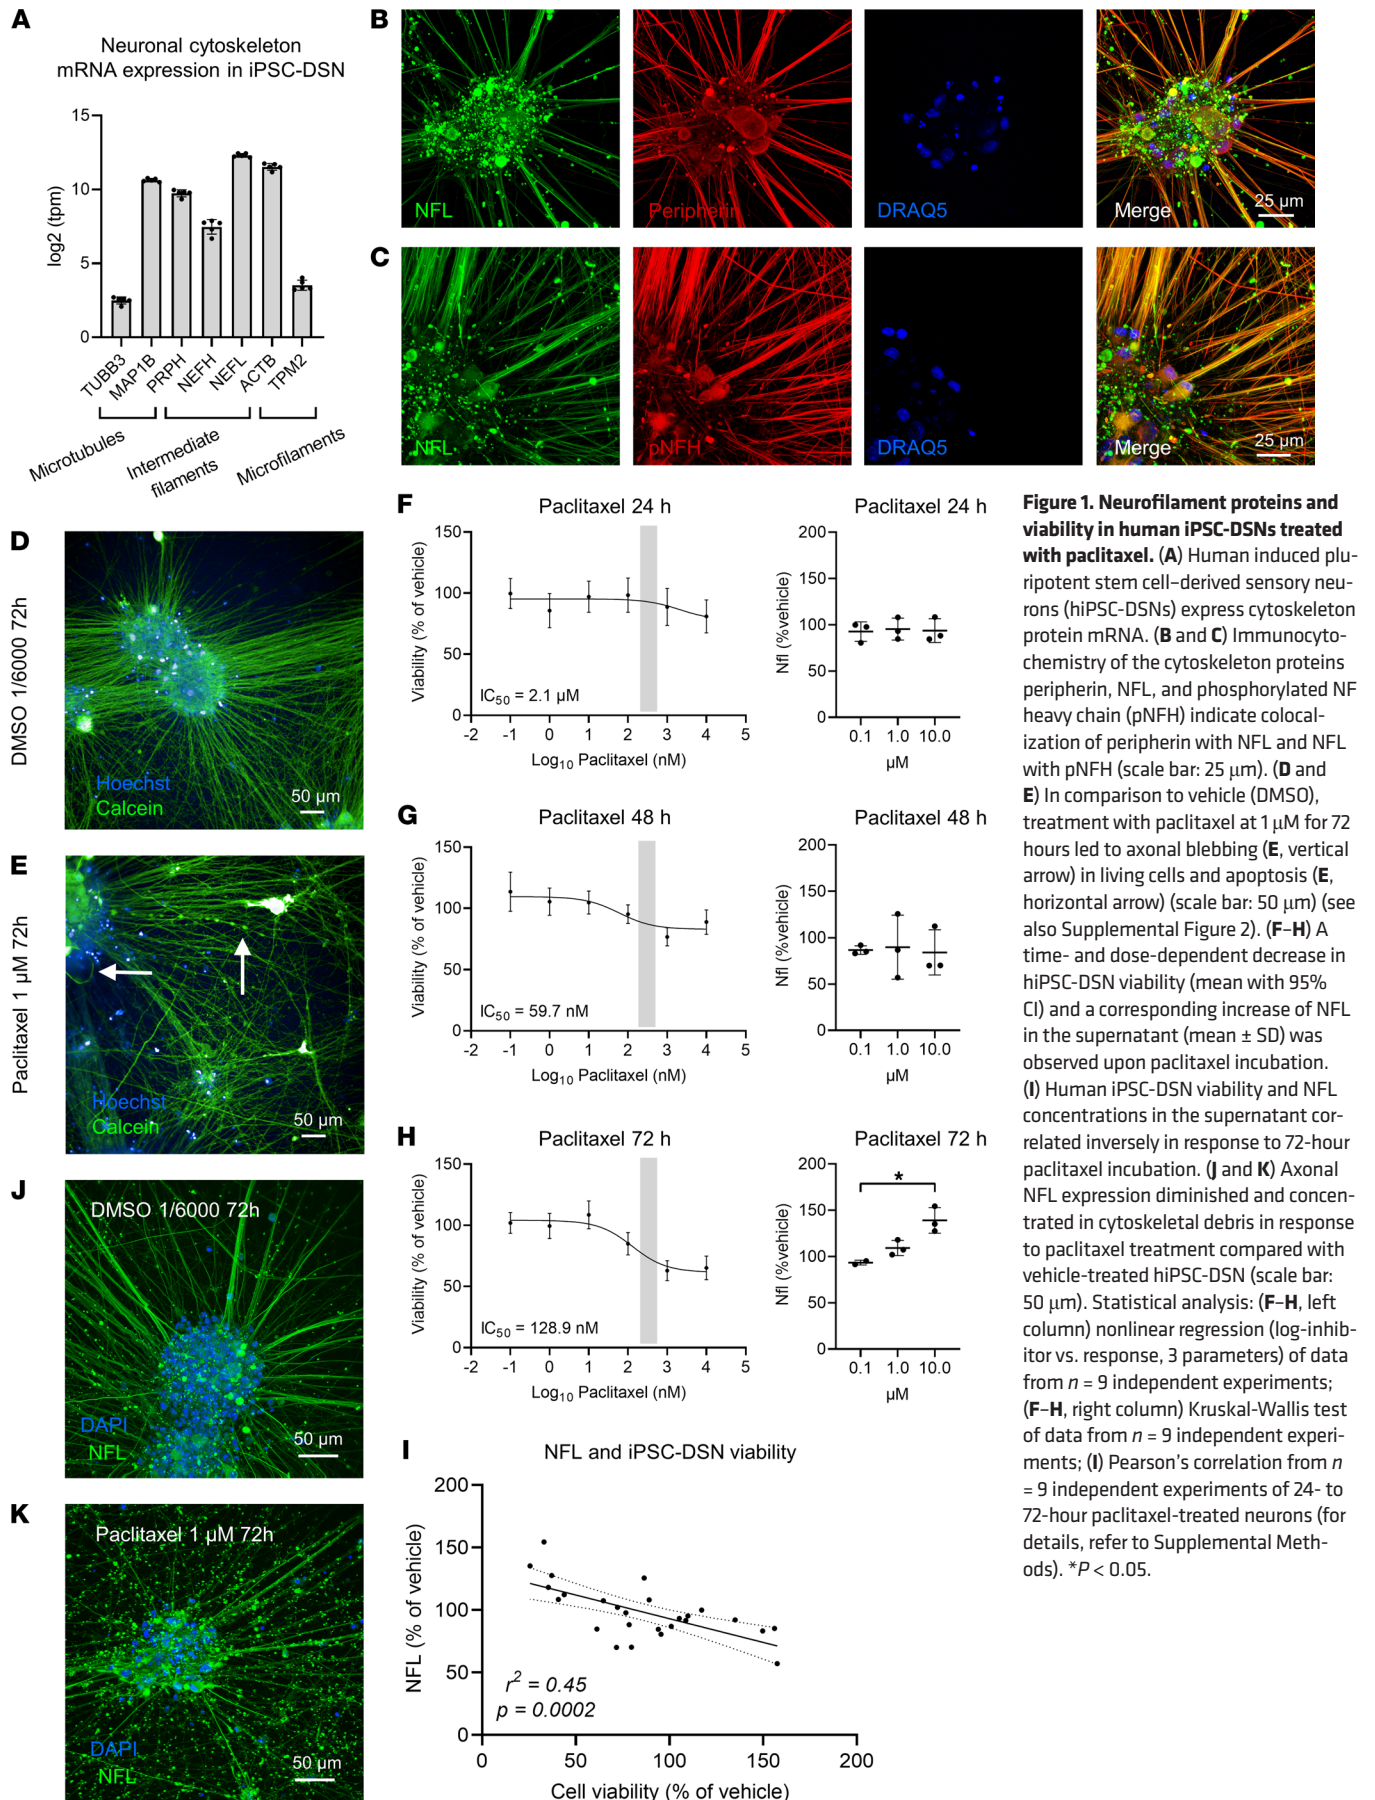 A
Neuronal cytoskeleton
mRNA expression in iPSC-DSN
log2 (tpm)
15
10
5
0
TUBB3
MAP1B
PRPH
NEFH
NEFL
ACTB
TPM2
Microtubules
Intermediate
filaments
Microfilaments
B
NFL
Peripherin
DRAQ5
Merge
25 µm
C
NFL
pNFH
DRAQ5
Merge
25 µm
D
DMSO 1/6000 72h
Hoechst
Calcein
50 µm
E
Paclitaxel 1 µM 72h
Hoechst
Calcein
50 µm
F
Paclitaxel 24 h
Viability (% of vehicle)
150
100
50
0
IC50 = 2.1 µM
-2 -1 0 1 2 3 4 5
Log10 Paclitaxel (nM)
Paclitaxel 24 h
Nfl (%vehicle)
200
150
100
50
0
0.1 1.0 10.0
µM
G
Paclitaxel 48 h
Viability (% of vehicle)
150
100
50
0
IC50 = 59.7 nM
-2 -1 0 1 2 3 4 5
Log10 Paclitaxel (nM)
Paclitaxel 48 h
Nfl (%vehicle)
200
150
100
50
0
0.1 1.0 10.0
µM
H
Paclitaxel 72 h
Viability (% of vehicle)
150
100
50
0
IC50 = 128.9 nM
-2 -1 0 1 2 3 4 5
Log10 Paclitaxel (nM)
Paclitaxel 72 h
Nfl (%vehicle)
200
150
100
50
0
*
0.1 1.0 10.0
µM
I
NFL and iPSC-DSN viability
NFL (% of vehicle)
200
150
100
50
0
r2 = 0.45
p = 0.0002
0 50 100 150 200
Cell viability (% of vehicle)
J
DMSO 1/6000 72h
DAPI
NFL
50 µm
K
Paclitaxel 1 µM 72h
DAPI
NFL
50 µm
Figure 1. Neurofilament proteins and
viability in human iPSC-DSNs treated
with paclitaxel. (A) Human induced plu-
ripotent stem cell–derived sensory neu-
rons (hiPSC-DSNs) express cytoskeleton
protein mRNA. (B and C) Immunocyto-
chemistry of the cytoskeleton proteins
peripherin, NFL, and phosphorylated NF
heavy chain (pNFH) indicate colocal-
ization of peripherin with NFL and NFL
with pNFH (scale bar: 25 µm). (D and
E) In comparison to vehicle (DMSO),
treatment with paclitaxel at 1 µM for 72
hours led to axonal blebbing (E, vertical
arrow) in living cells and apoptosis (E,
horizontal arrow) (scale bar: 50 µm) (see
also Supplemental Figure 2). (F–H) A
time- and dose-dependent decrease in
hiPSC-DSN viability (mean with 95%
CI) and a corresponding increase of NFL
in the supernatant (mean ± SD) was
observed upon paclitaxel incubation.
(I) Human iPSC-DSN viability and NFL
concentrations in the supernatant cor-
related inversely in response to 72-hour
paclitaxel incubation. (J and K) Axonal
NFL expression diminished and concen-
trated in cytoskeletal debris in response
to paclitaxel treatment compared with
vehicle-treated hiPSC-DSN (scale bar:
50 µm). Statistical analysis: (F–H, left
column) nonlinear regression (log-inhib-
itor vs. response, 3 parameters) of data
from n = 9 independent experiments;
(F–H, right column) Kruskal-Wallis test
of data from n = 9 independent experi-
ments; (I) Pearson's correlation from n
= 9 independent experiments of 24- to
72-hour paclitaxel-treated neurons (for
details, refer to Supplemental Meth-
ods). *P < 0.05.